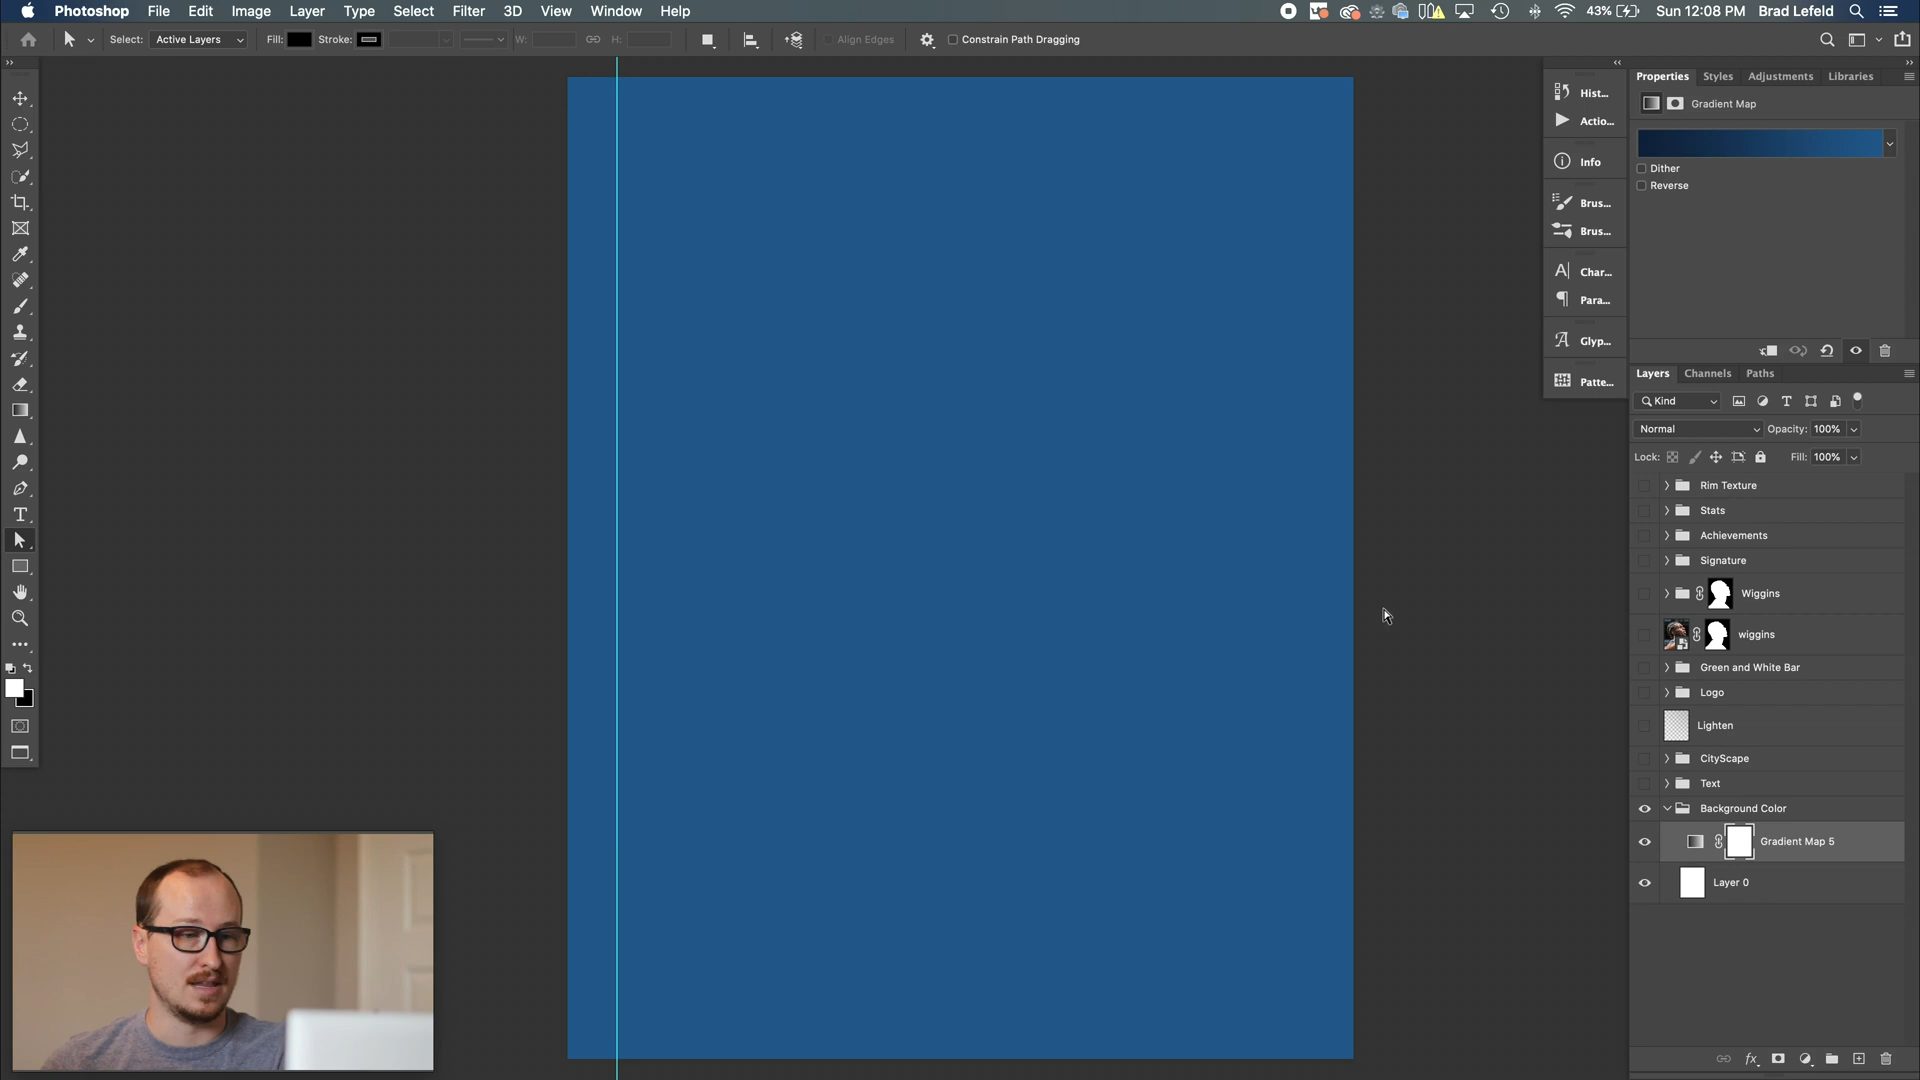 Photoshop File Edit Image Layer Type Select Filter 3D View Window Help 43% Sun 12:08 PM Brad Lefeld
Select: Active Layers Fill: Stroke: W: H: Align Edges Constrain Path Dragging
Hist...
Actio...
Info
Brus...
Brus...
Char...
Para...
Glyp...
Patte...
Properties Styles Adjustments Libraries
Gradient Map
Dither
Reverse
Layers Channels Paths
Kind
Normal Opacity: 100%
Lock: Fill: 100%
Rim Texture
Stats
Achievements
Signature
Wiggins
wiggins
Green and White Bar
Logo
Lighten
CityScape
Text
Background Color
Gradient Map 5
Layer 0